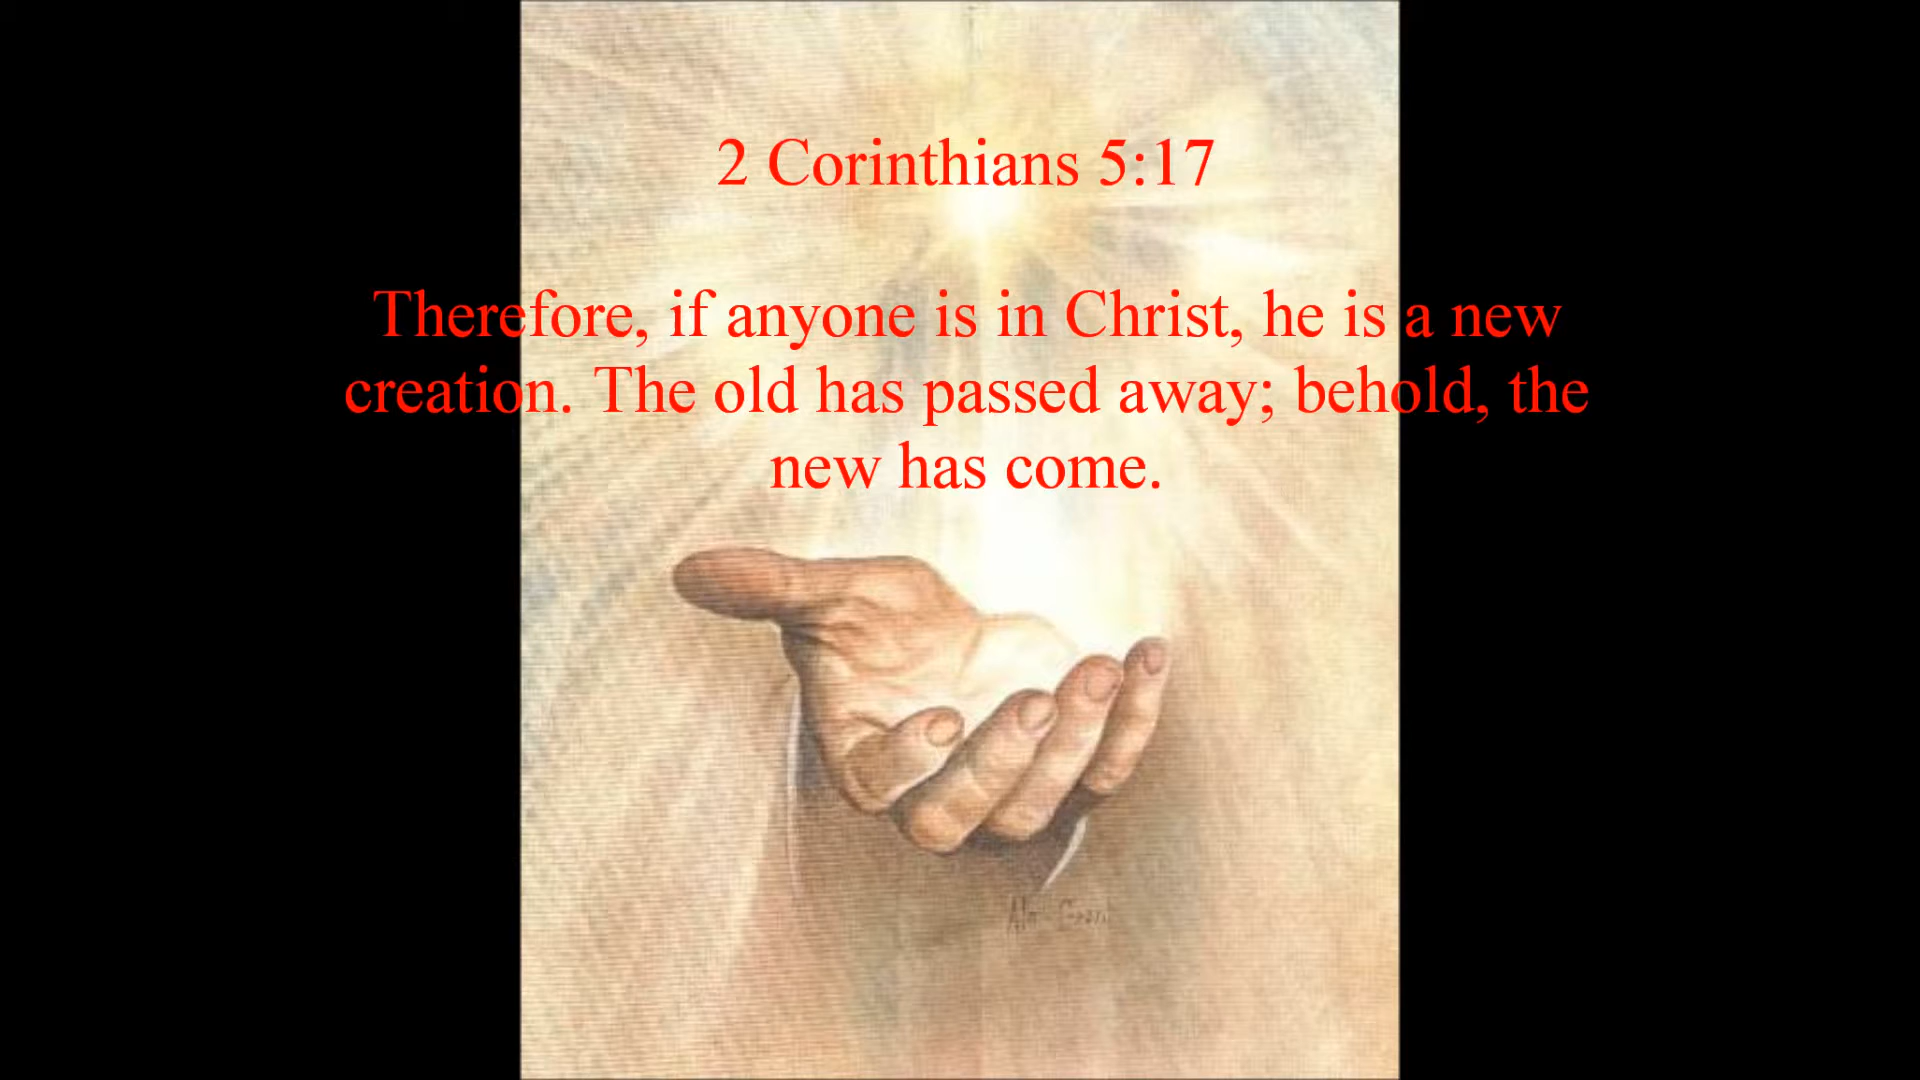 2 Corinthians 5:17
Therefore, if anyone is in Christ, he is a new
creation. The old has passed away; behold, the
new has come.